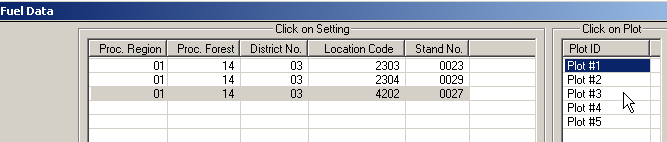 Fuel Data
Click on Setting Click on Plot
Proc. Region Proc. Forest District No. Location Code Stand No. Plot ID
01 14 03 2303 0023 Plot #1
01 14 03 2304 0029 Plot #2
01 14 03 4202 0027 Plot #3
Plot #4
Plot #5